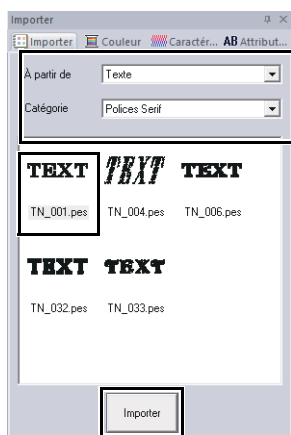 Importer
Importer Couleur Caractér... AB Attribut...
À partir de Texte
Catégorie Polices Serif
TEXT TEXT TEXT
TN_001.pes TN_004.pes TN_006.pes
TEXT TEXT
TN_032.pes TN_033.pes
Importer